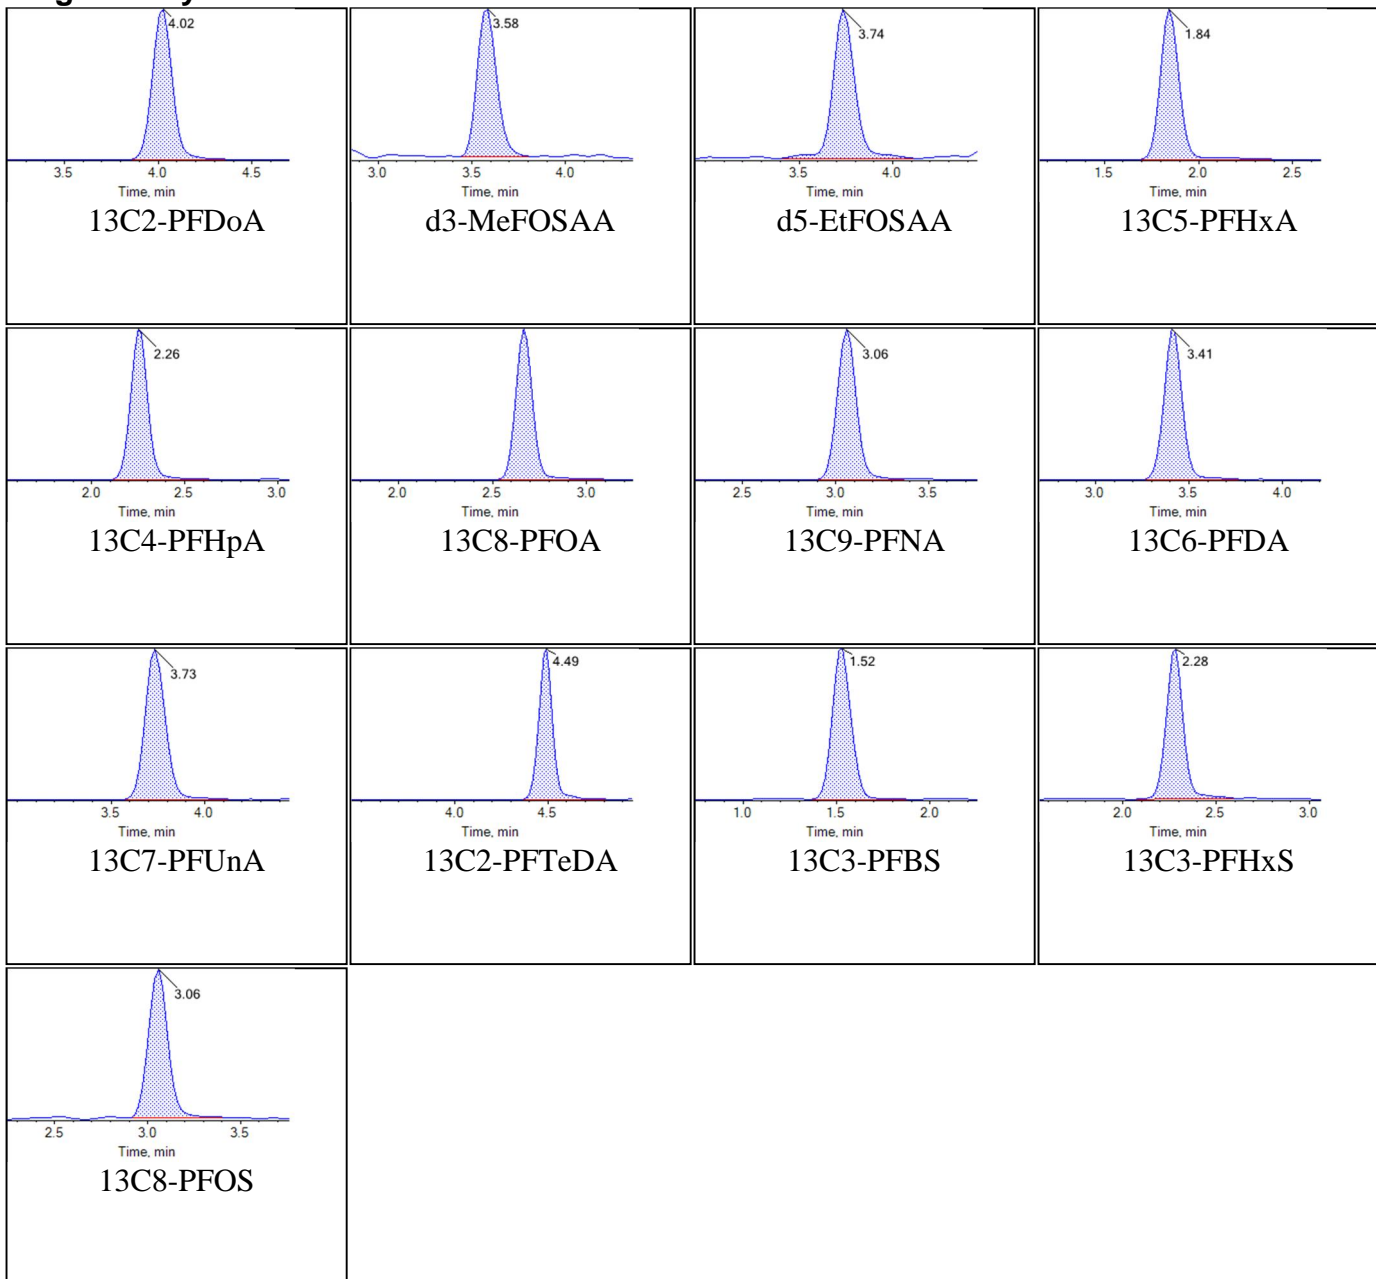 4.02
3.5 4.0 4.5
Time, min
13C2-PFDoA
3.58
3.0 3.5 4.0
Time, min
d3-MeFOSAA
3.74
3.5 4.0
Time, min
d5-EtFOSAA
1.84
1.5 2.0 2.5
Time, min
13C5-PFHxA
2.26
2.0 2.5 3.0
Time, min
13C4-PFHpA
2.0 2.5 3.0
Time, min
13C8-PFOA
3.06
2.5 3.0 3.5
Time, min
13C9-PFNA
3.41
3.0 3.5 4.0
Time, min
13C6-PFDA
3.73
3.5 4.0
Time, min
13C7-PFUnA
4.49
4.0 4.5
Time, min
13C2-PFTeDA
1.52
1.0 1.5 2.0
Time, min
13C3-PFBS
2.28
2.0 2.5 3.0
Time, min
13C3-PFHxS
3.06
2.5 3.0 3.5
Time, min
13C8-PFOS